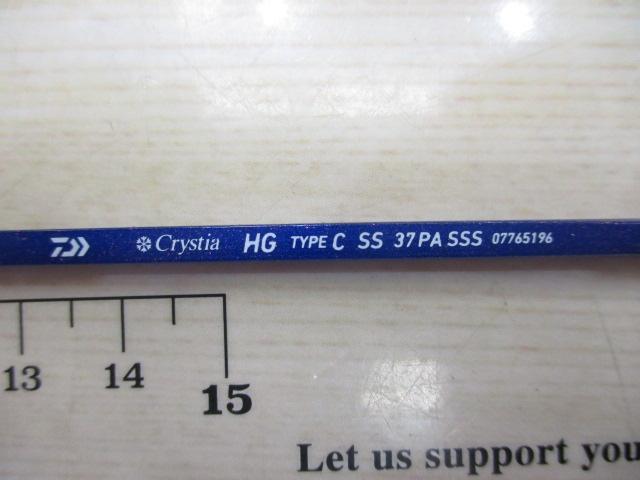 Crystia HG TYPE C SS 37PA SSS 07765196
13 14 15
Let us support you